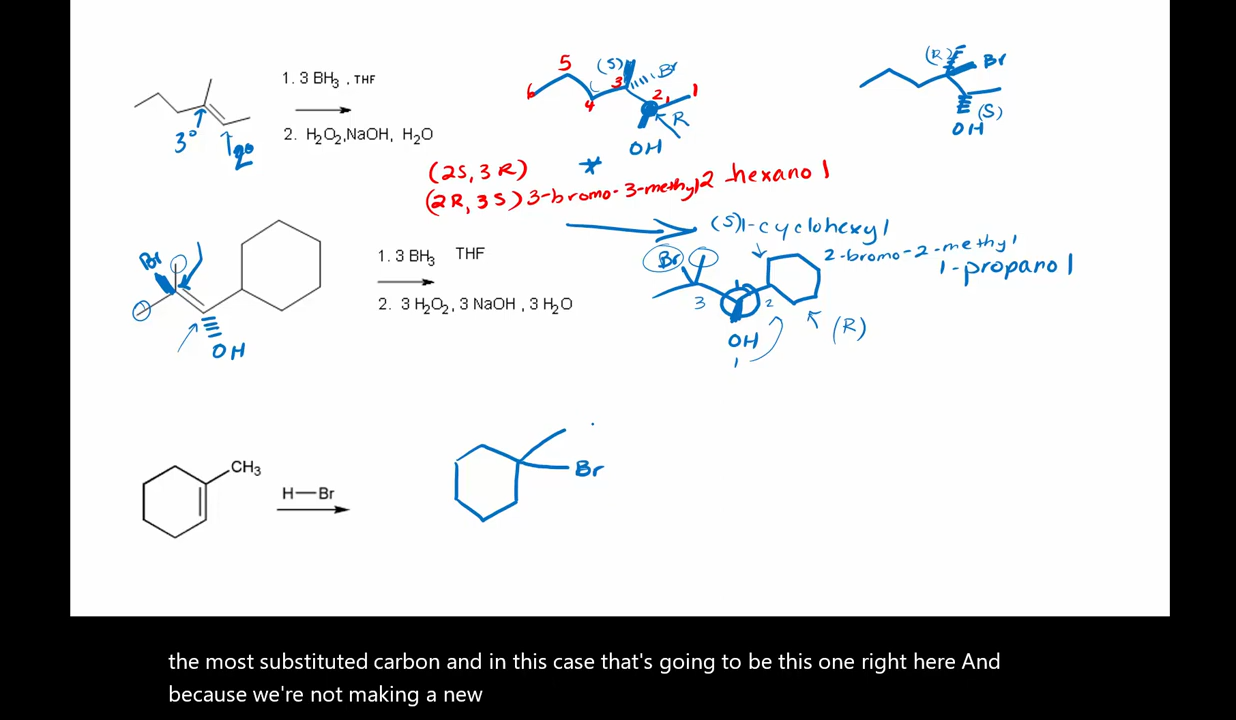 1. 3 BH3 . THF
2. H2O2,NaOH, H2O
3°
2°
6
5
4
3
2
1
(S)
Br
R
OH
(R)
Br
(S)
OH
(2S, 3R)
(2R, 3S) 3-bromo-3-methyl 2-hexanol
*
1. 3 BH3 THF
2. 3 H2O2, 3 NaOH , 3 H2O
Br
OH
(S)1-cyclohexyl
2-bromo-2-methyl
1-propanol
Br
3
2
1
OH
1
(R)
CH3
H—Br
Br
the most substituted carbon and in this case that's going to be this one right here And
because we're not making a new